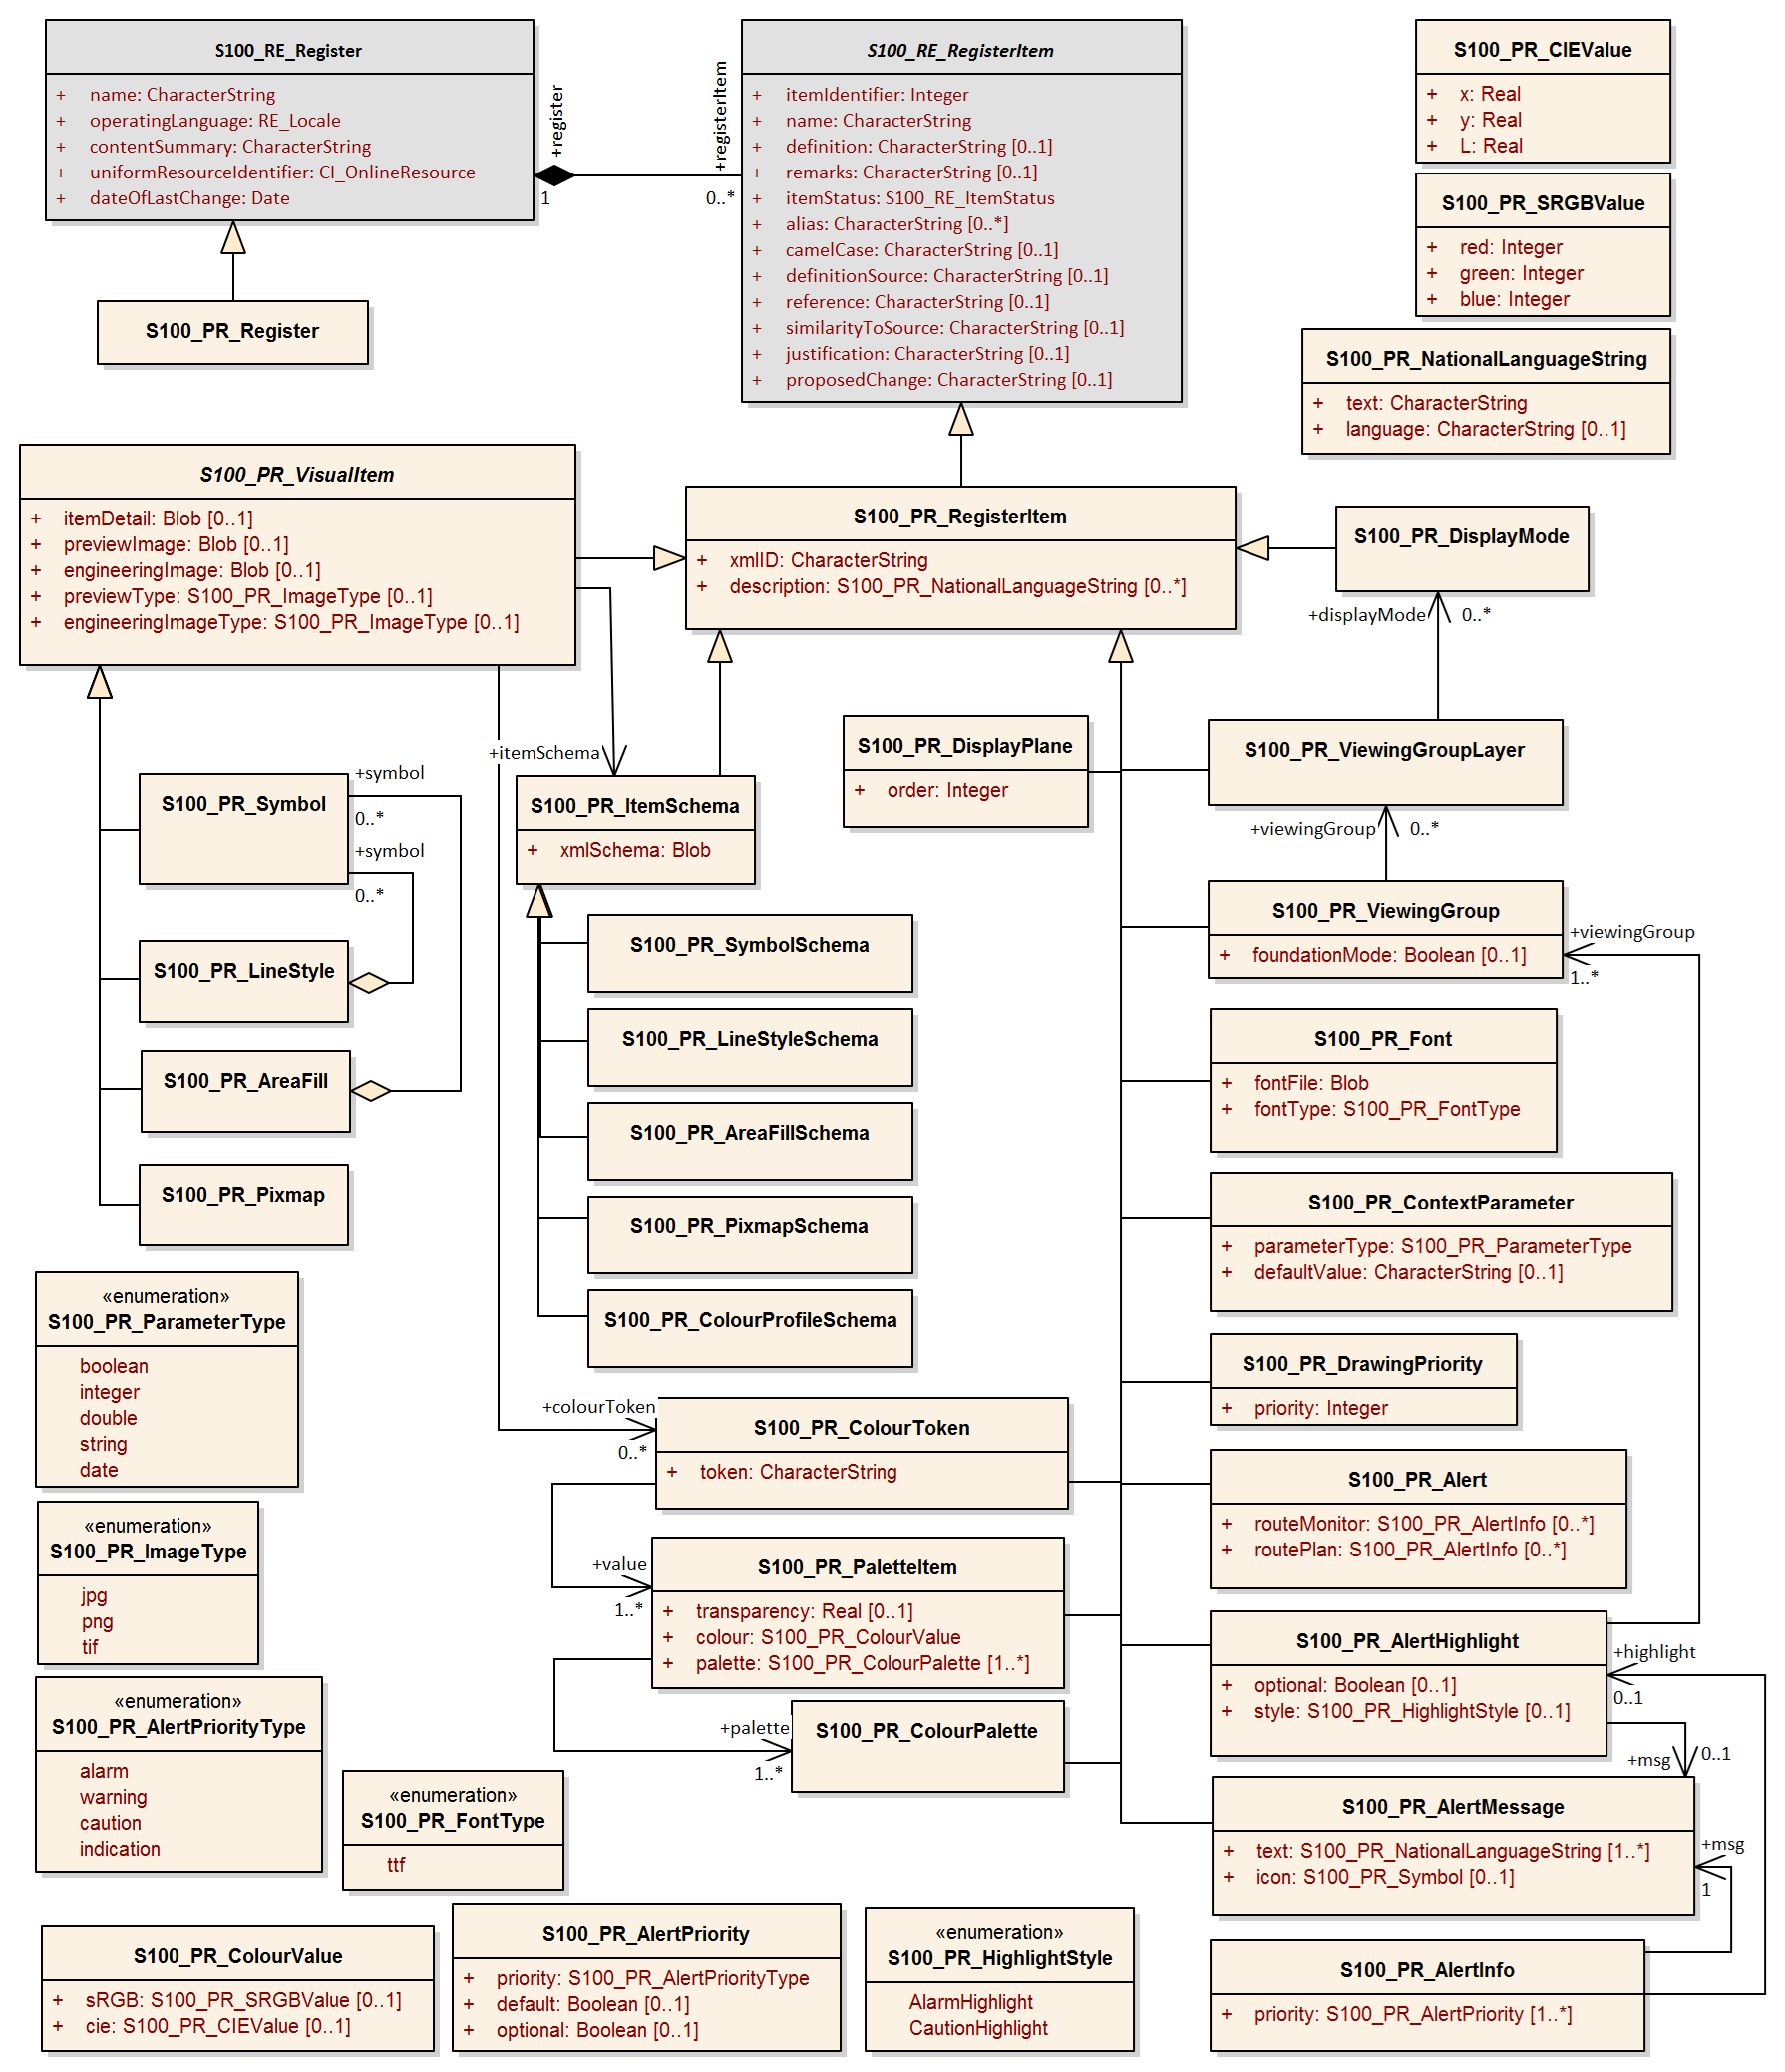 S100_RE_Register
+ name: CharacterString
+ operatingLanguage: RE_Locale
+ contentSummary: CharacterString
+ uniformResourceIdentifier: CI_OnlineResource
+ dateOfLastChange: Date
+register
1
+registerItem
0..*
S100_RE_RegisterItem
+ itemIdentifier: Integer
+ name: CharacterString
+ definition: CharacterString [0..1]
+ remarks: CharacterString [0..1]
+ itemStatus: S100_RE_ItemStatus
+ alias: CharacterString [0..*]
+ camelCase: CharacterString [0..1]
+ definitionSource: CharacterString [0..1]
+ reference: CharacterString [0..1]
+ similarityToSource: CharacterString [0..1]
+ justification: CharacterString [0..1]
+ proposedChange: CharacterString [0..1]
S100_PR_CIEValue
+ x: Real
+ y: Real
+ L: Real
S100_PR_SRGBValue
+ red: Integer
+ green: Integer
+ blue: Integer
S100_PR_NationalLanguageString
+ text: CharacterString
+ language: CharacterString [0..1]
S100_PR_Register
S100_PR_VisualItem
+ itemDetail: Blob [0..1]
+ previewImage: Blob [0..1]
+ engineeringImage: Blob [0..1]
+ previewType: S100_PR_ImageType [0..1]
+ engineeringImageType: S100_PR_ImageType [0..1]
S100_PR_RegisterItem
+ xmlID: CharacterString
+ description: S100_PR_NationalLanguageString [0..*]
S100_PR_DisplayMode
+displayMode
0..*
S100_PR_DisplayPlane
+ order: Integer
S100_PR_ViewingGroupLayer
+viewingGroup
0..*
S100_PR_ViewingGroup
+ foundationMode: Boolean [0..1]
+viewingGroup
1..*
+itemSchema
S100_PR_Symbol
+symbol
0..*
+symbol
0..*
S100_PR_LineStyle
S100_PR_AreaFill
S100_PR_Pixmap
S100_PR_ItemSchema
+ xmlSchema: Blob
S100_PR_SymbolSchema
S100_PR_LineStyleSchema
S100_PR_AreaFillSchema
S100_PR_PixmapSchema
S100_PR_ColourProfileSchema
S100_PR_Font
+ fontFile: Blob
+ fontType: S100_PR_FontType
S100_PR_ContextParameter
+ parameterType: S100_PR_ParameterType
+ defaultValue: CharacterString [0..1]
S100_PR_DrawingPriority
+ priority: Integer
«enumeration»
S100_PR_ParameterType
boolean
integer
double
string
date
«enumeration»
S100_PR_ImageType
jpg
png
tif
«enumeration»
S100_PR_AlertPriorityType
alarm
warning
caution
indication
«enumeration»
S100_PR_FontType
ttf
+colourToken
0..*
S100_PR_ColourToken
+ token: CharacterString
+value
1..*
S100_PR_PaletteItem
+ transparency: Real [0..1]
+ colour: S100_PR_ColourValue
+ palette: S100_PR_ColourPalette [1..*]
+palette
1..*
S100_PR_ColourPalette
S100_PR_Alert
+ routeMonitor: S100_PR_AlertInfo [0..*]
+ routePlan: S100_PR_AlertInfo [0..*]
S100_PR_AlertHighlight
+ optional: Boolean [0..1]
+ style: S100_PR_HighlightStyle [0..1]
+highlight
0..1
+msg
0..1
S100_PR_AlertMessage
+ text: S100_PR_NationalLanguageString [1..*]
+ icon: S100_PR_Symbol [0..1]
+msg
1
S100_PR_ColourValue
+ sRGB: S100_PR_SRGBValue [0..1]
+ cie: S100_PR_CIEValue [0..1]
S100_PR_AlertPriority
+ priority: S100_PR_AlertPriorityType
+ default: Boolean [0..1]
+ optional: Boolean [0..1]
«enumeration»
S100_PR_HighlightStyle
AlarmHighlight
CautionHighlight
S100_PR_AlertInfo
+ priority: S100_PR_AlertPriority [1..*]